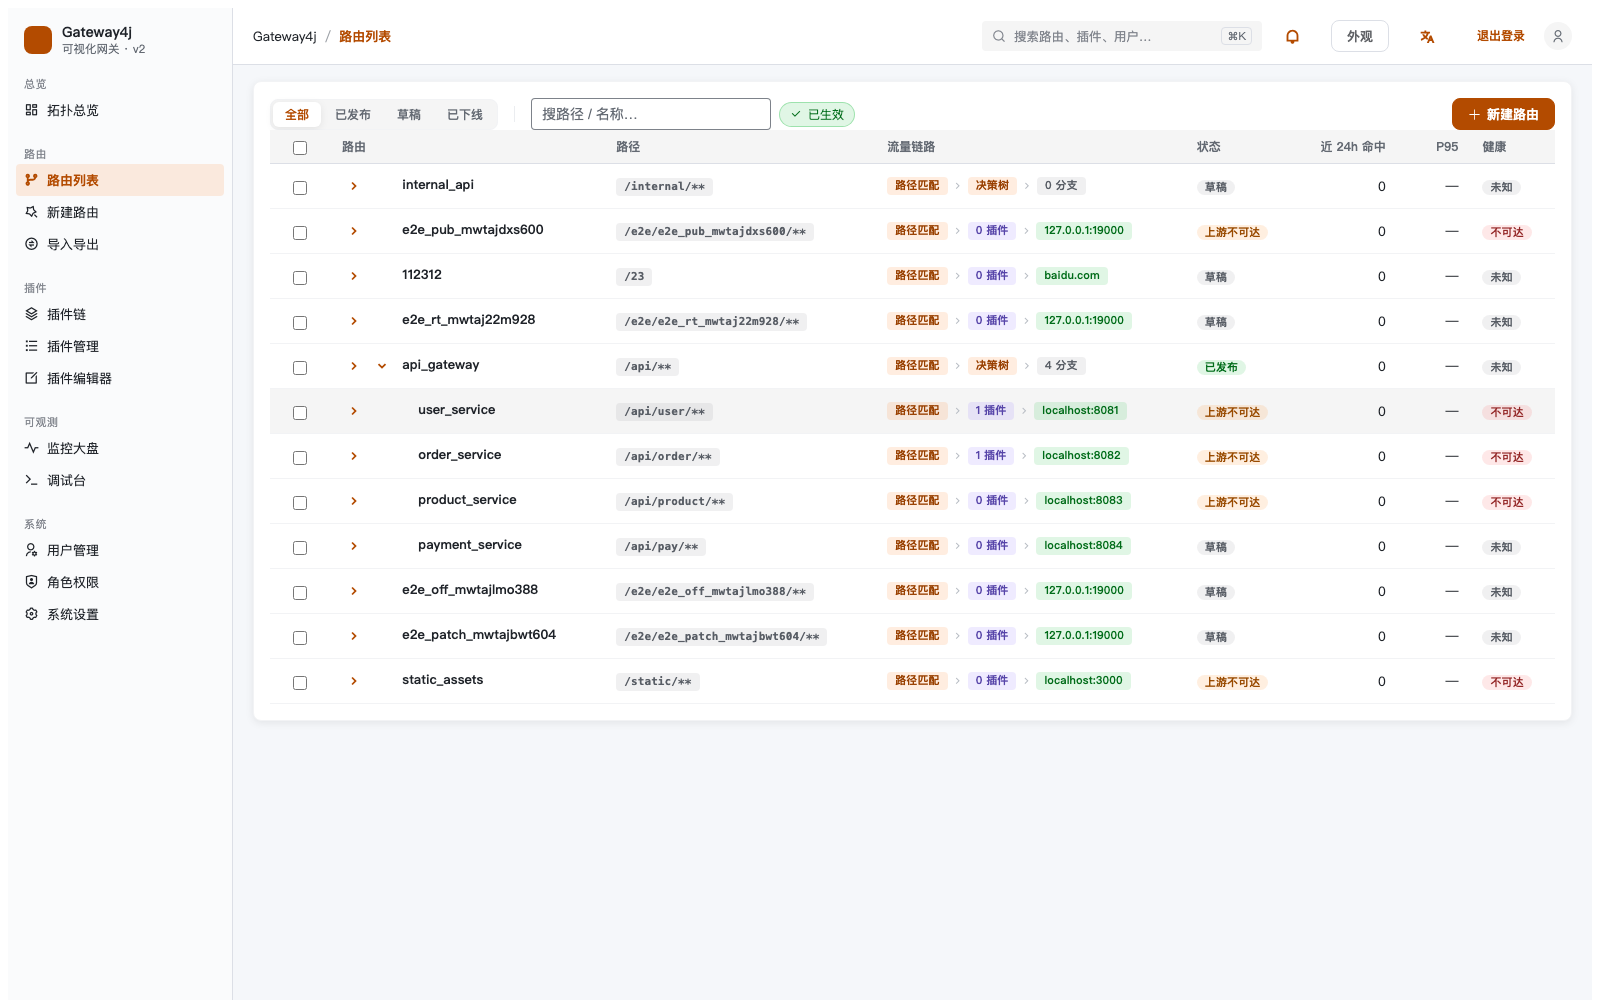 Gateway4j
可视化网关 · v2
总览
拓扑总览
路由
路由列表
新建路由
导入导出
插件
插件链
插件管理
插件编辑器
可观测
监控大盘
调试台
系统
用户管理
角色权限
系统设置
Gateway4j / 路由列表
搜索路由、插件、用户... ⌘K
外观
退出登录
全部 已发布 草稿 已下线
搜路径 / 名称...
已生效
新建路由
路由 路径 流量链路 状态 近 24h 命中 P95 健康
internal_api /internal/** 路径匹配 决策树 0 分支 草稿 0 — 未知
e2e_pub_mwtajdxs600 /e2e/e2e_pub_mwtajdxs600/** 路径匹配 0 插件 127.0.0.1:19000 上游不可达 0 — 不可达
112312 /23 路径匹配 0 插件 baidu.com 草稿 0 — 未知
e2e_rt_mwtaj22m928 /e2e/e2e_rt_mwtaj22m928/** 路径匹配 0 插件 127.0.0.1:19000 草稿 0 — 未知
api_gateway /api/** 路径匹配 决策树 4 分支 已发布 0 — 未知
user_service /api/user/** 路径匹配 1 插件 localhost:8081 上游不可达 0 — 不可达
order_service /api/order/** 路径匹配 1 插件 localhost:8082 上游不可达 0 — 不可达
product_service /api/product/** 路径匹配 0 插件 localhost:8083 上游不可达 0 — 不可达
payment_service /api/pay/** 路径匹配 0 插件 localhost:8084 草稿 0 — 未知
e2e_off_mwtajlmo388 /e2e/e2e_off_mwtajlmo388/** 路径匹配 0 插件 127.0.0.1:19000 草稿 0 — 未知
e2e_patch_mwtajbwt604 /e2e/e2e_patch_mwtajbwt604/** 路径匹配 0 插件 127.0.0.1:19000 草稿 0 — 未知
static_assets /static/** 路径匹配 0 插件 localhost:3000 上游不可达 0 — 不可达